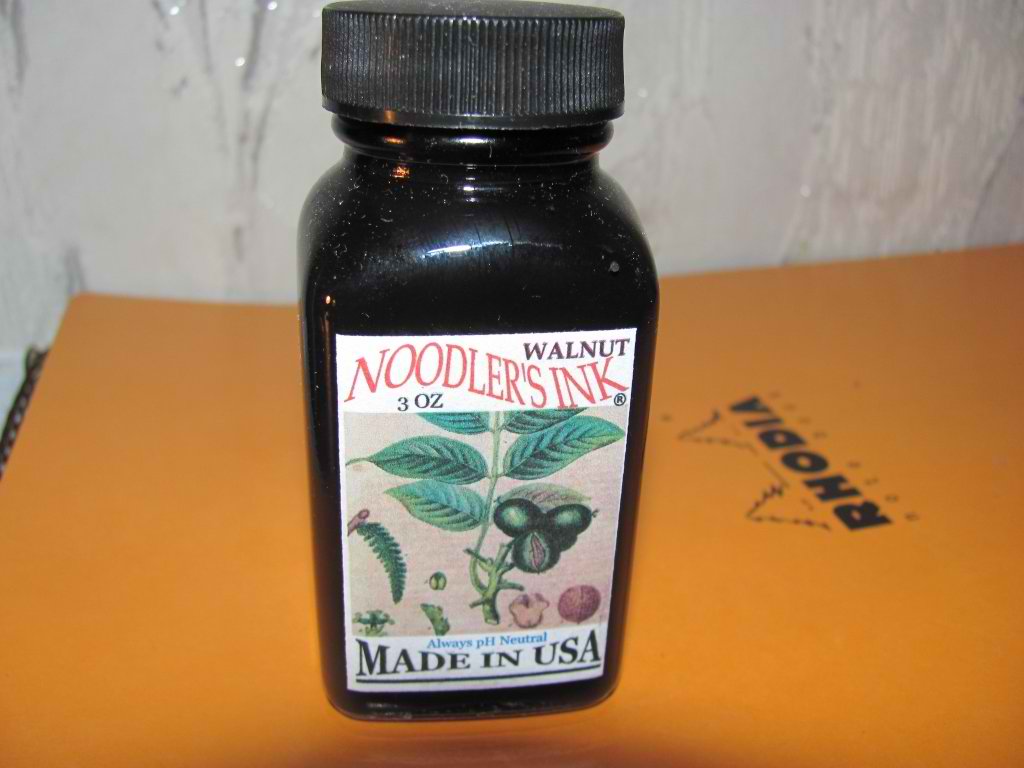 WALNUT
NOODLER'S INK
3 OZ ®
Always pH Neutral
MADE IN USA
RHODIA